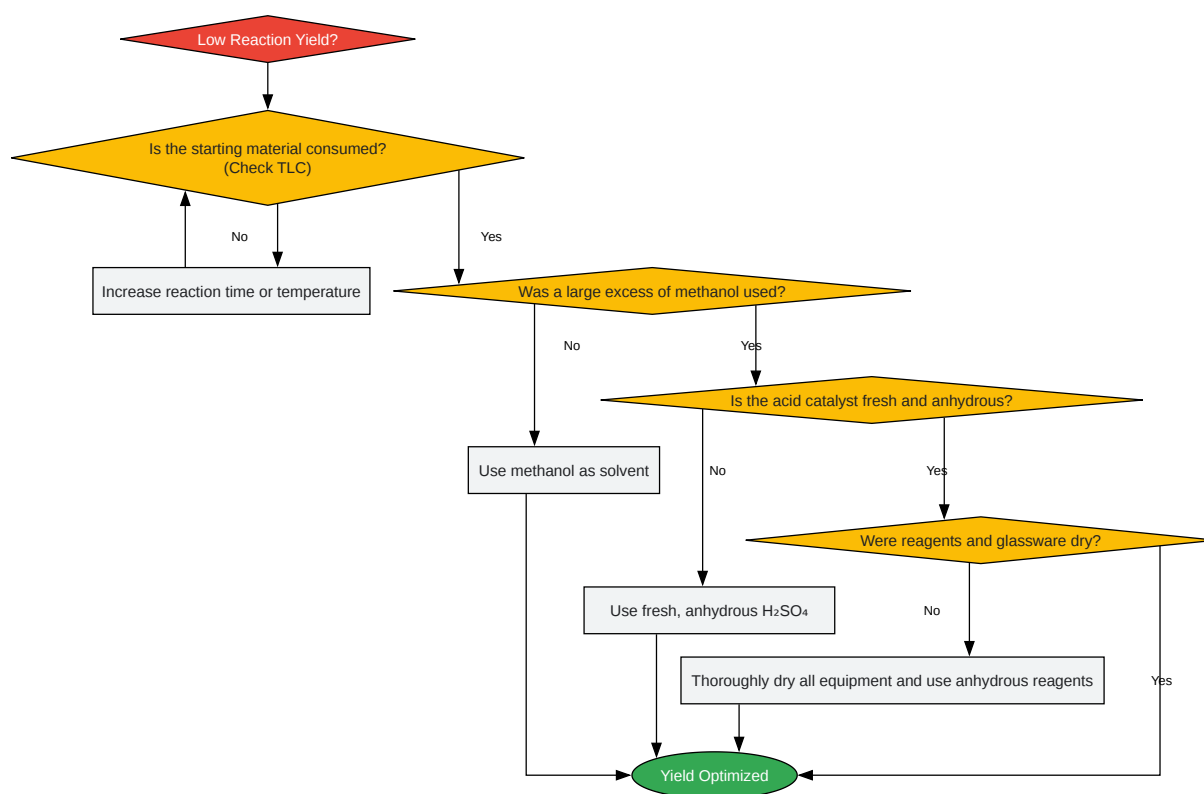 Low Reaction Yield?
Is the starting material consumed?
(Check TLC)
No
Yes
Increase reaction time or temperature
Was a large excess of methanol used?
No
Yes
Is the acid catalyst fresh and anhydrous?
Use methanol as solvent
No
Yes
Were reagents and glassware dry?
Use fresh, anhydrous H₂SO₄
No
Thoroughly dry all equipment and use anhydrous reagents
Yes
Yield Optimized